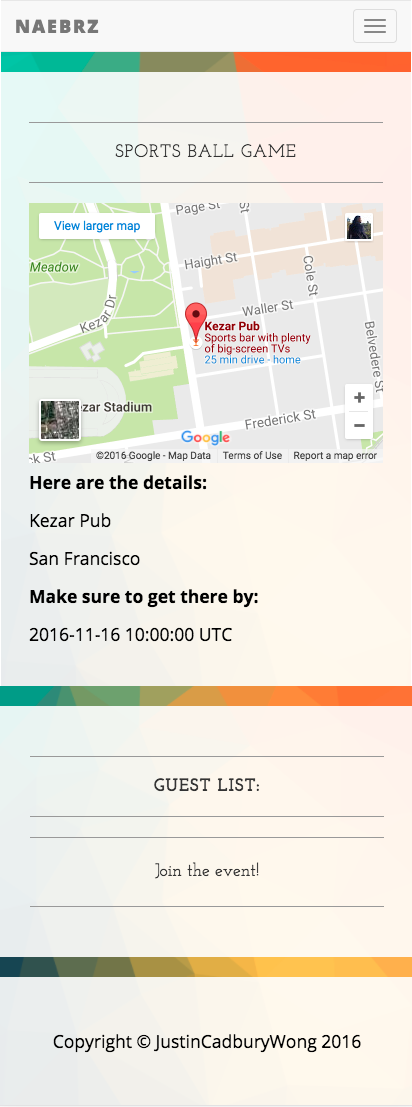 NAEBRZ
SPORTS BALL GAME
Page St
View larger map
Haight St
Meadow
Cole St
Kezar Dr
Waller St
Kezar Pub
Sports bar with plenty
of big-screen TVs
25 min drive - home
Belvedere St
zar Stadium
Frederick St
ck St
Google
©2016 Google - Map Data Terms of Use Report a map error
Here are the details:
Kezar Pub
San Francisco
Make sure to get there by:
2016-11-16 10:00:00 UTC
GUEST LIST:
Join the event!
Copyright © JustinCadburyWong 2016